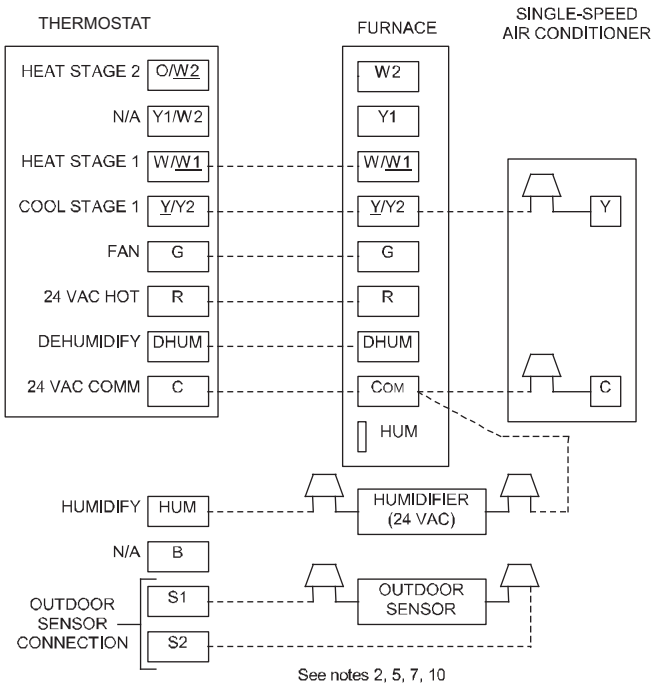 THERMOSTAT
FURNACE
SINGLE-SPEED
AIR CONDITIONER
HEAT STAGE 2 O/W2 W2
N/A Y1/W2 Y1
HEAT STAGE 1 W/W1 W/W1
COOL STAGE 1 Y/Y2 Y/Y2 Y
FAN G G
24 VAC HOT R R
DEHUMIDIFY DHUM DHUM
24 VAC COMM C COM C
HUM
HUMIDIFY HUM HUMIDIFIER
(24 VAC)
N/A B
OUTDOOR
SENSOR
CONNECTION
S1
S2
OUTDOOR
SENSOR
See notes 2, 5, 7, 10